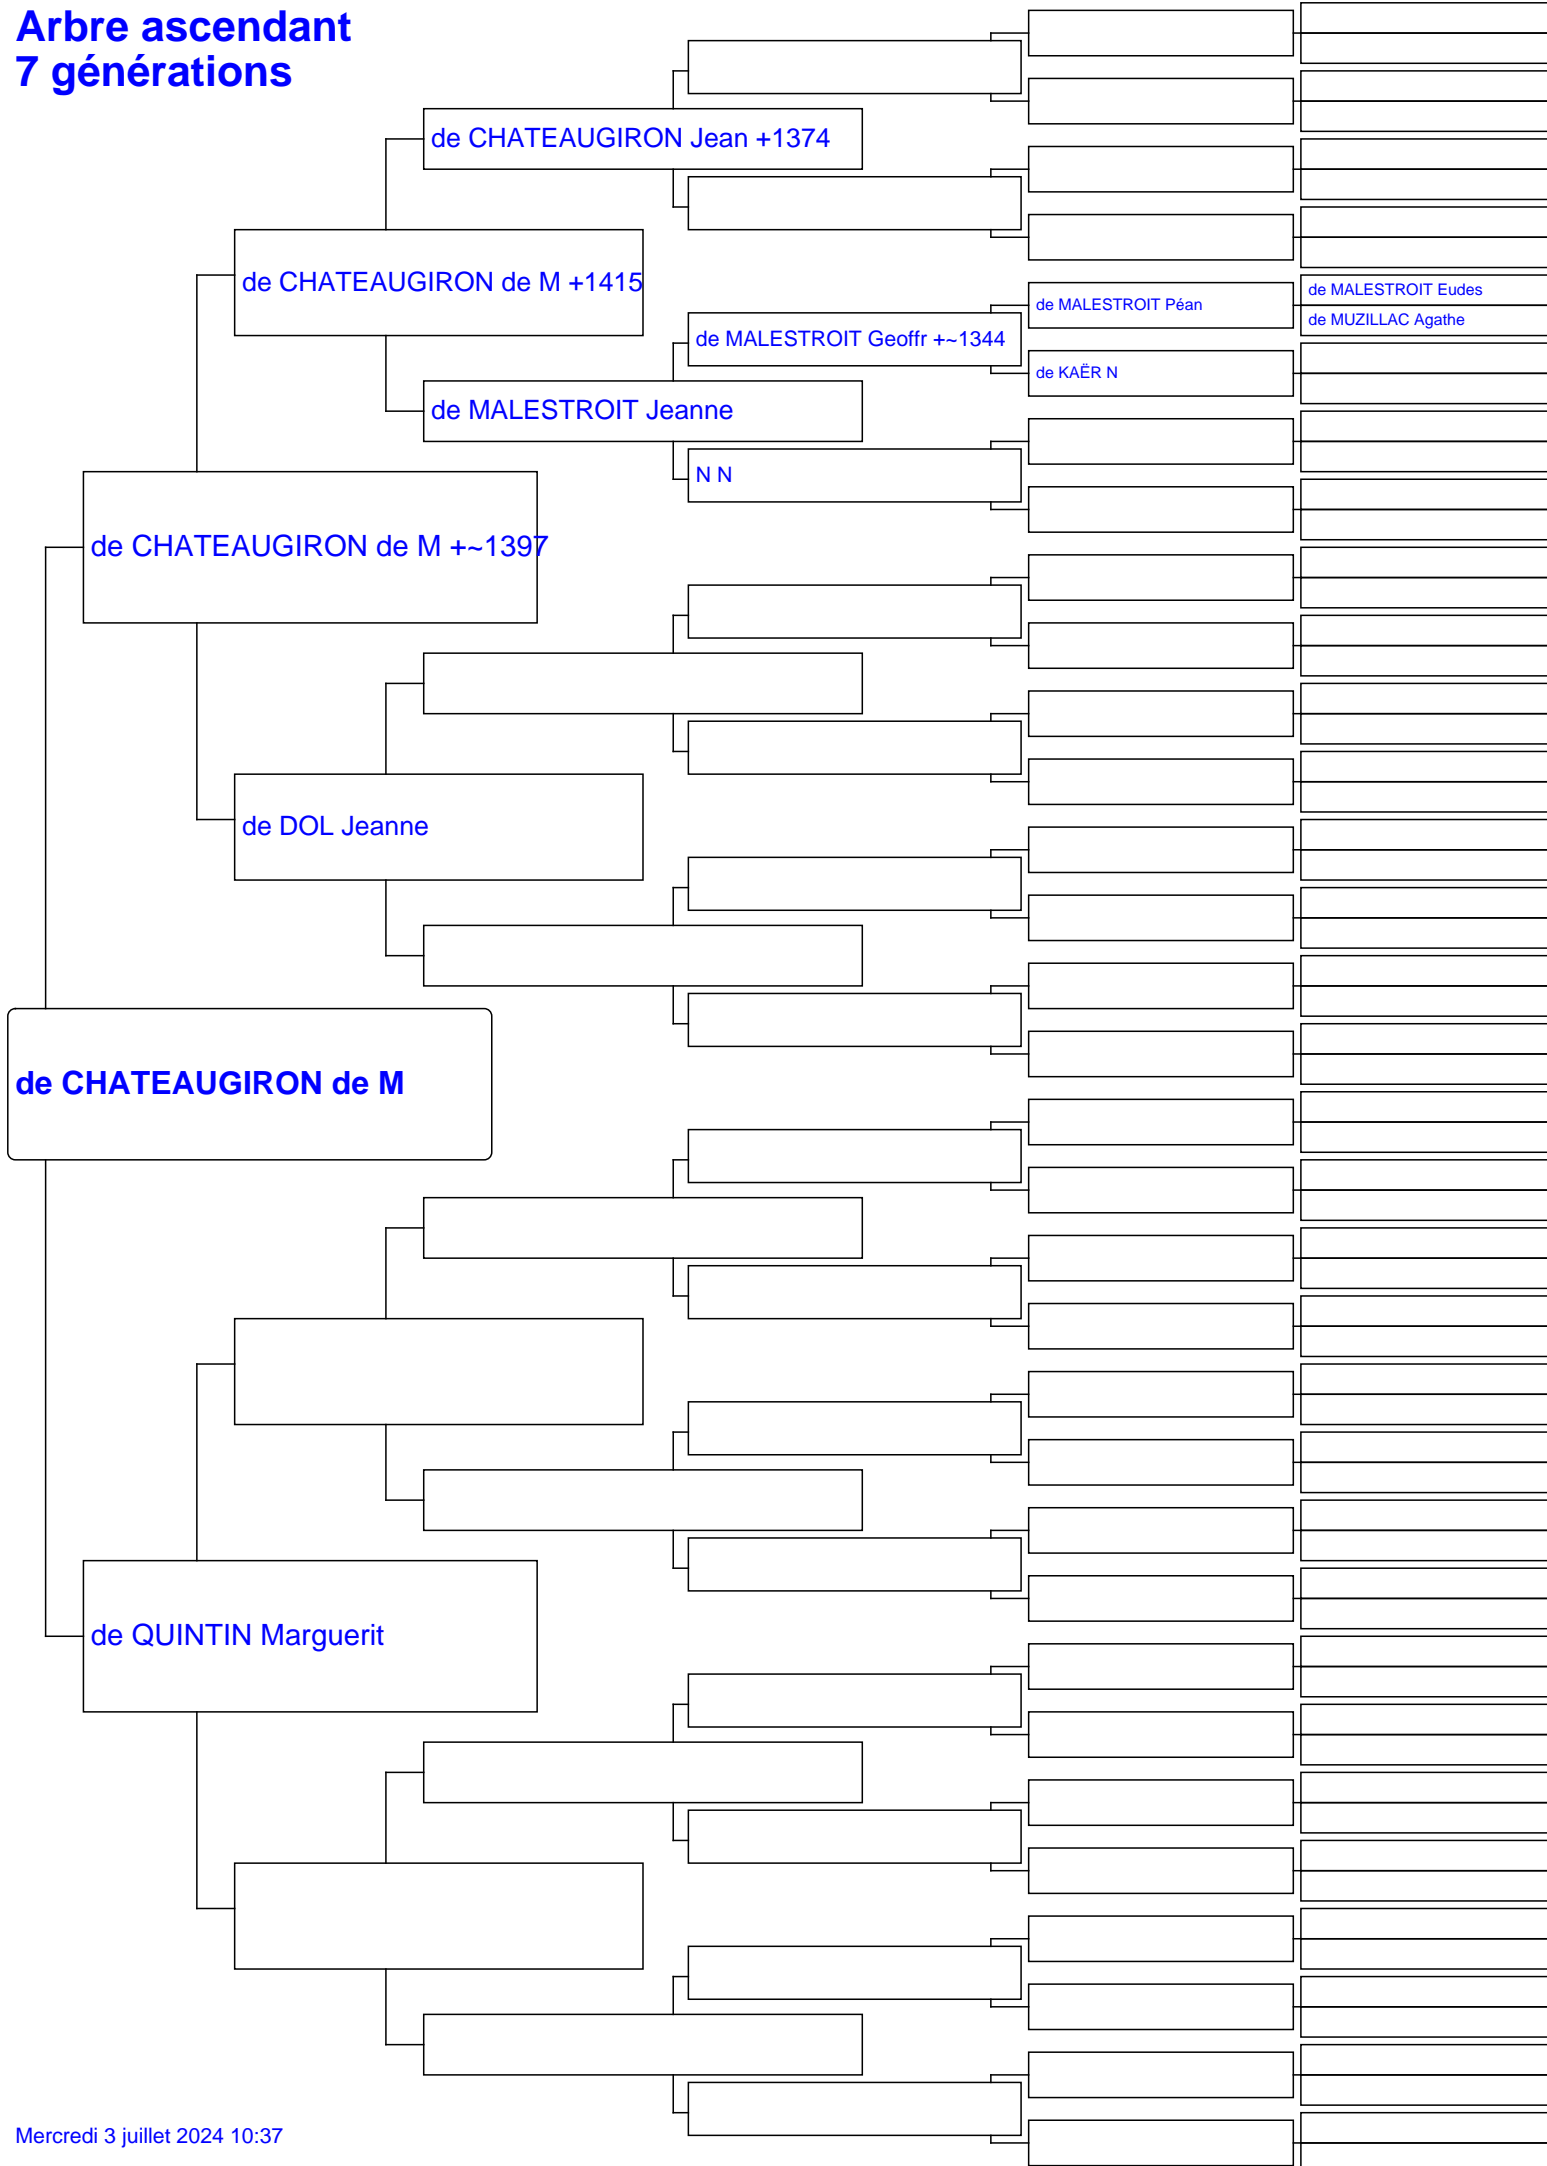 Arbre ascendant
7 générations
de CHATEAUGIRON Jean +1374
de CHATEAUGIRON de M +1415
de MALESTROIT Eudes
de MALESTROIT Péan
de MUZILLAC Agathe
de MALESTROIT Geoffr +~1344
de KAËR N
de MALESTROIT Jeanne
N N
de CHATEAUGIRON de M +~1397
de DOL Jeanne
de CHATEAUGIRON de M
de QUINTIN Marguerit
Mercredi 3 juillet 2024 10:37